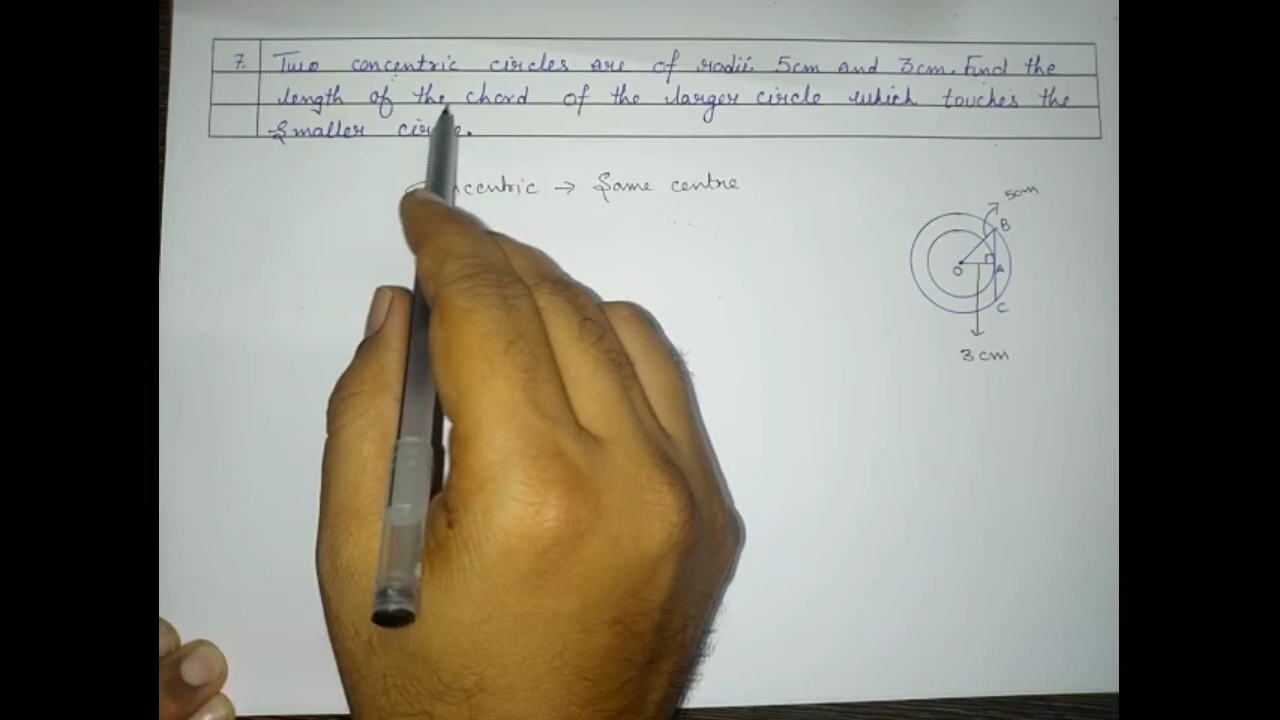 7. Two concentric circles are of radii 5cm and 3cm. Find the
length of the chord of the larger circle which touches the
smaller
→ Same centre
5cm
B
O
A
C
3 cm